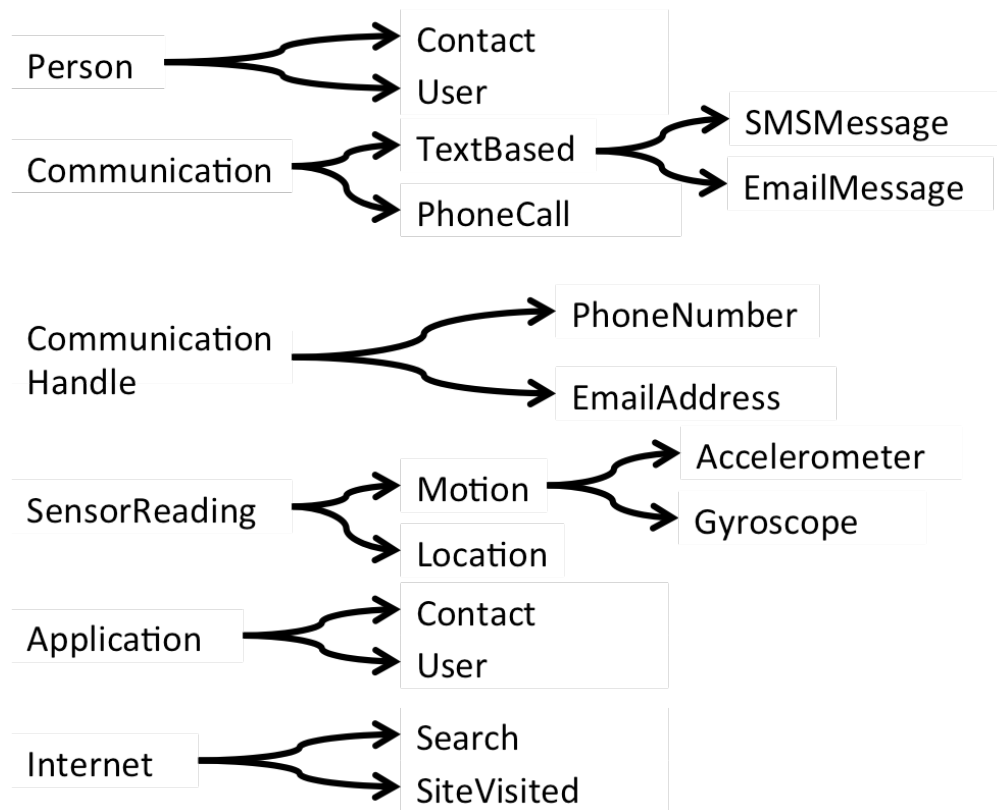 Person
Contact
User
Communication
TextBased
PhoneCall
SMSMessage
EmailMessage
Communication
Handle
PhoneNumber
EmailAddress
SensorReading
Motion
Location
Accelerometer
Gyroscope
Application
Contact
User
Internet
Search
SiteVisited